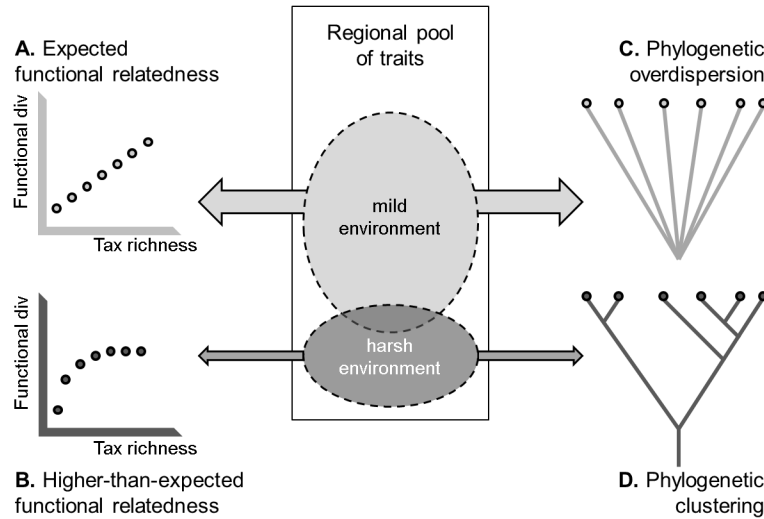 A. Expected
functional relatedness
Functional div
Tax richness
Functional div
Tax richness
B. Higher-than-expected
functional relatedness
Regional pool
of traits
mild
environment
harsh
environment
C. Phylogenetic
overdispersion
D. Phylogenetic
clustering